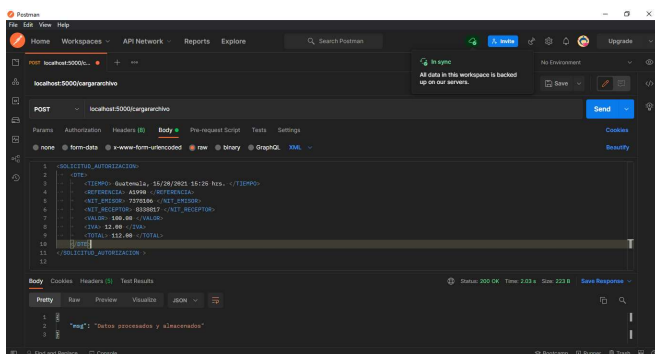 Postman
File Edit View Help
Home Workspaces API Network Reports Explore
Search Postman
Invite
Upgrade
POST localhost:5000/c...
In sync
All data in this workspace is backed
up on our servers.
No Environment
localhost:5000/cargararchivo
Save
POST localhost:5000/cargararchivo
Send
Params Authorization Headers (8) Body Pre-request Script Tests Settings
Cookies
none form-data x-www-form-urlencoded raw binary GraphQL XML
Beautify
1 <SOLICITUD_AUTORIZACION>
2 <DTE>
3 <TIEMPO> Guatemala, 15/20/2021 15:25 hrs. </TIEMPO>
4 <REFERENCIA> A1990 </REFERENCIA>
5 <NIT_EMISOR> 7378106 </NIT_EMISOR>
6 <NIT_RECEPTOR> 8338817 </NIT_RECEPTOR>
7 <VALOR> 100.00 </VALOR>
8 <IVA> 12.00 </IVA>
9 <TOTAL> 112.00 </TOTAL>
10 </DTE>
11 </SOLICITUD_AUTORIZACION >
12
Body Cookies Headers (5) Test Results
Status: 200 OK Time: 2.03 s Size: 223 B Save Response
Pretty Raw Preview Visualize JSON
1
2 "msg": "Datos procesados y almacenados"
3
Find and Replace Console
Bootcamp Runner Trash